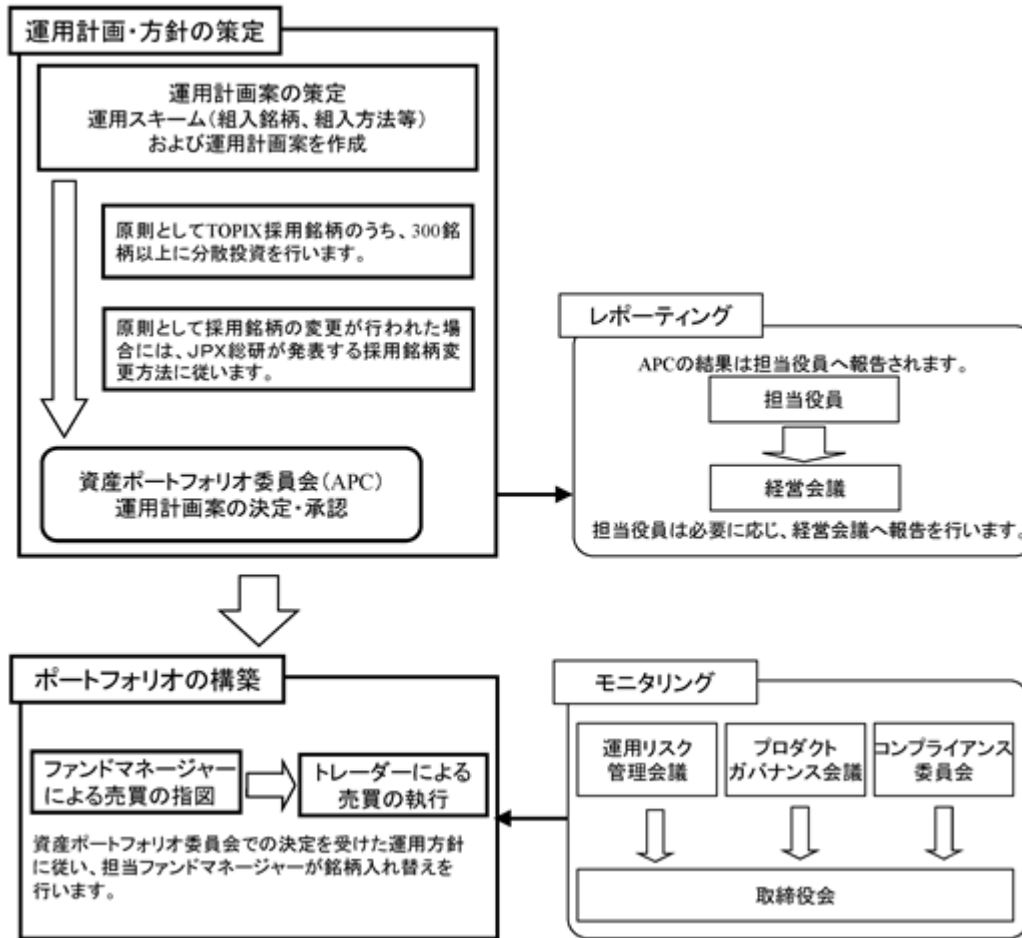 運用計画・方針の策定
運用計画案の策定
運用スキーム(組入銘柄、組入方法等)
および運用計画案を作成
原則としてTOPIX採用銘柄のうち、300銘
柄以上に分散投資を行います。
原則として採用銘柄の変更が行われた場
合には、JPX総研が発表する採用銘柄変
更方法に従います。
資産ポートフォリオ委員会(APC)
運用計画案の決定・承認
レポーティング
APCの結果は担当役員へ報告されます。
担当役員
経営会議
担当役員は必要に応じ、経営会議へ報告を行います。
ポートフォリオの構築
ファンドマネージャー
による売買の指図
トレーダーによる
売買の執行
資産ポートフォリオ委員会での決定を受けた運用方針
に従い、担当ファンドマネージャーが銘柄入れ替えを
行います。
モニタリング
運用リスク
管理会議
プロダクト
ガバナンス会議
コンプライアンス
委員会
取締役会